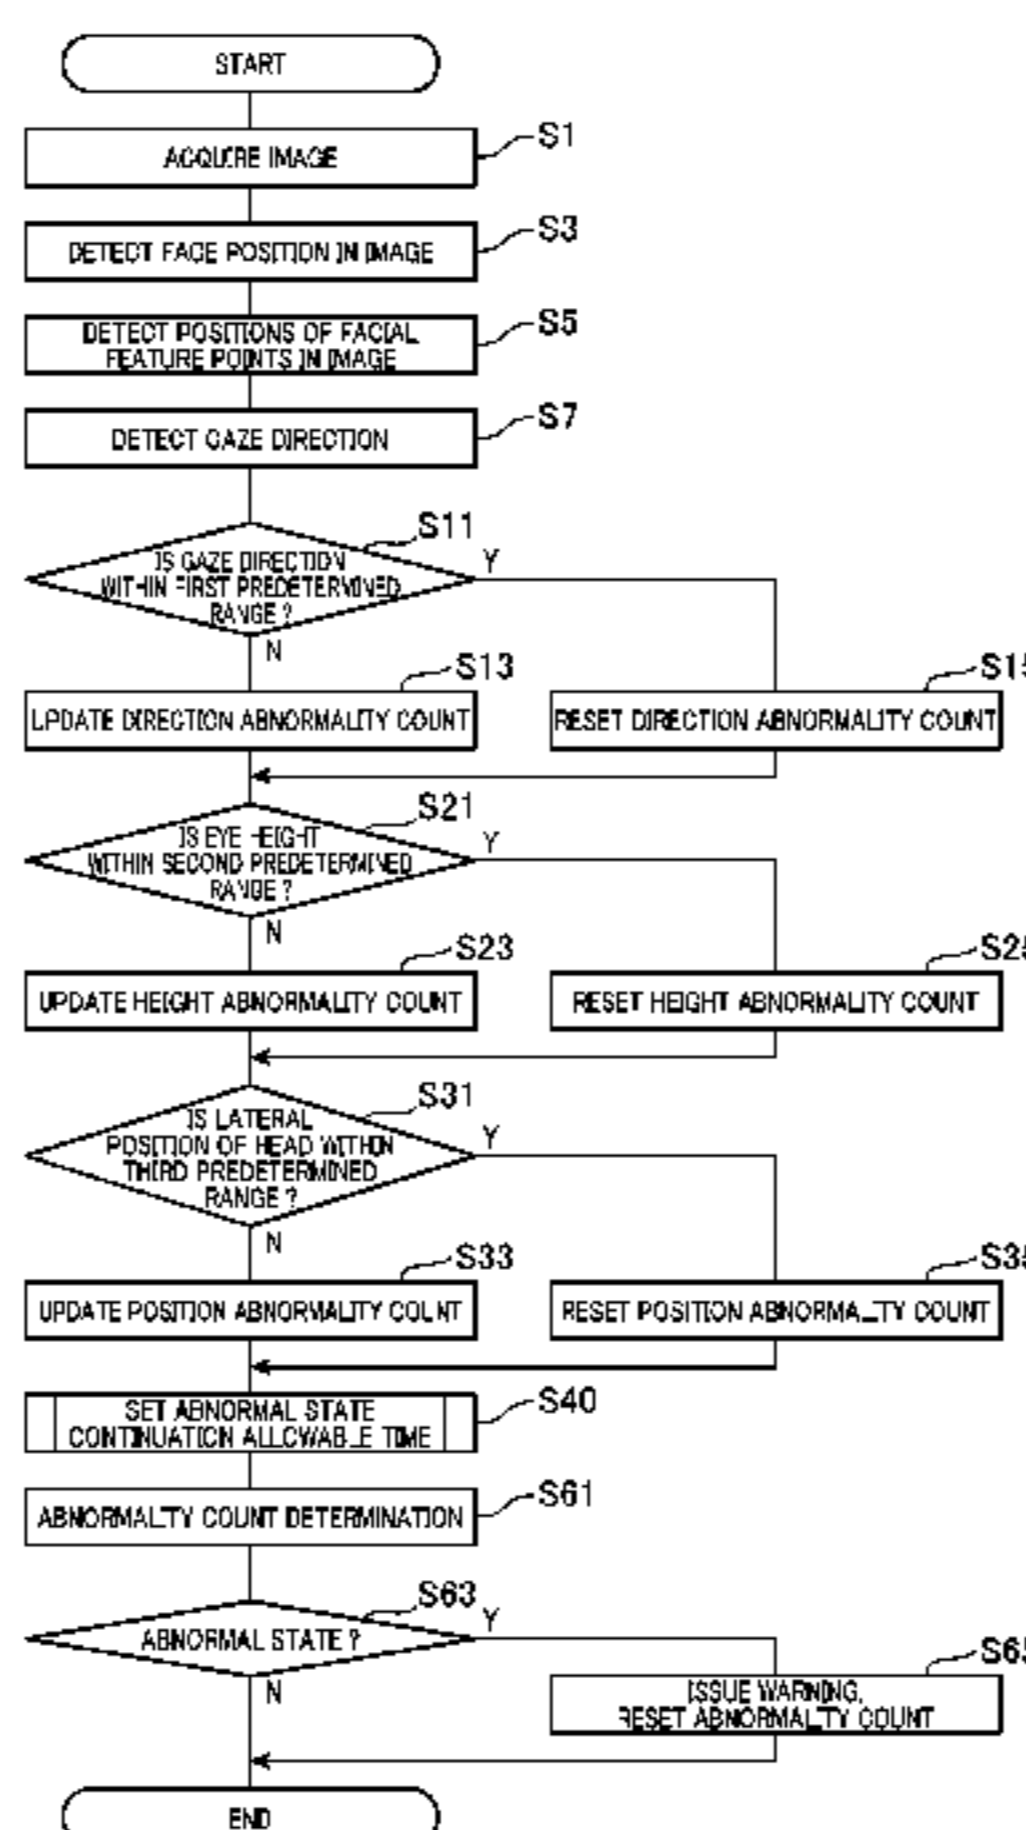 START
ACQUIRE IMAGE
S1
DETECT FACE POSITION IN IMAGE
S3
DETECT POSITIONS OF FACIAL
FEATURE POINTS IN IMAGE
S5
DETECT GAZE DIRECTION
S7
S11
IS GAZE DIRECTION
WITHIN FIRST PREDETERMINED
RANGE ?
Y
N
S13
UPDATE DIRECTION ABNORMALITY COUNT
RESET DIRECTION ABNORMALITY COUNT
S21
IS EYE HEIGHT
WITHIN SECOND PREDETERMINED
RANGE ?
Y
N
S23
UPDATE HEIGHT ABNORMALITY COUNT
RESET HEIGHT ABNORMALITY COUNT
S31
IS LATERAL
POSITION OF HEAD WITHIN
THIRD PREDETERMINED
RANGE ?
Y
N
S33
UPDATE POSITION ABNORMALITY COUNT
RESET POSITION ABNORMALITY COUNT
SET ABNORMAL STATE
CONTINUATION ALLOWABLE TIME
S40
ABNORMALTY COUNT DETERMINATION
S61
S63
ABNORMAL STATE ?
Y
N
ISSUE WARNING,
RESET ABNORMALTY COUNT
END